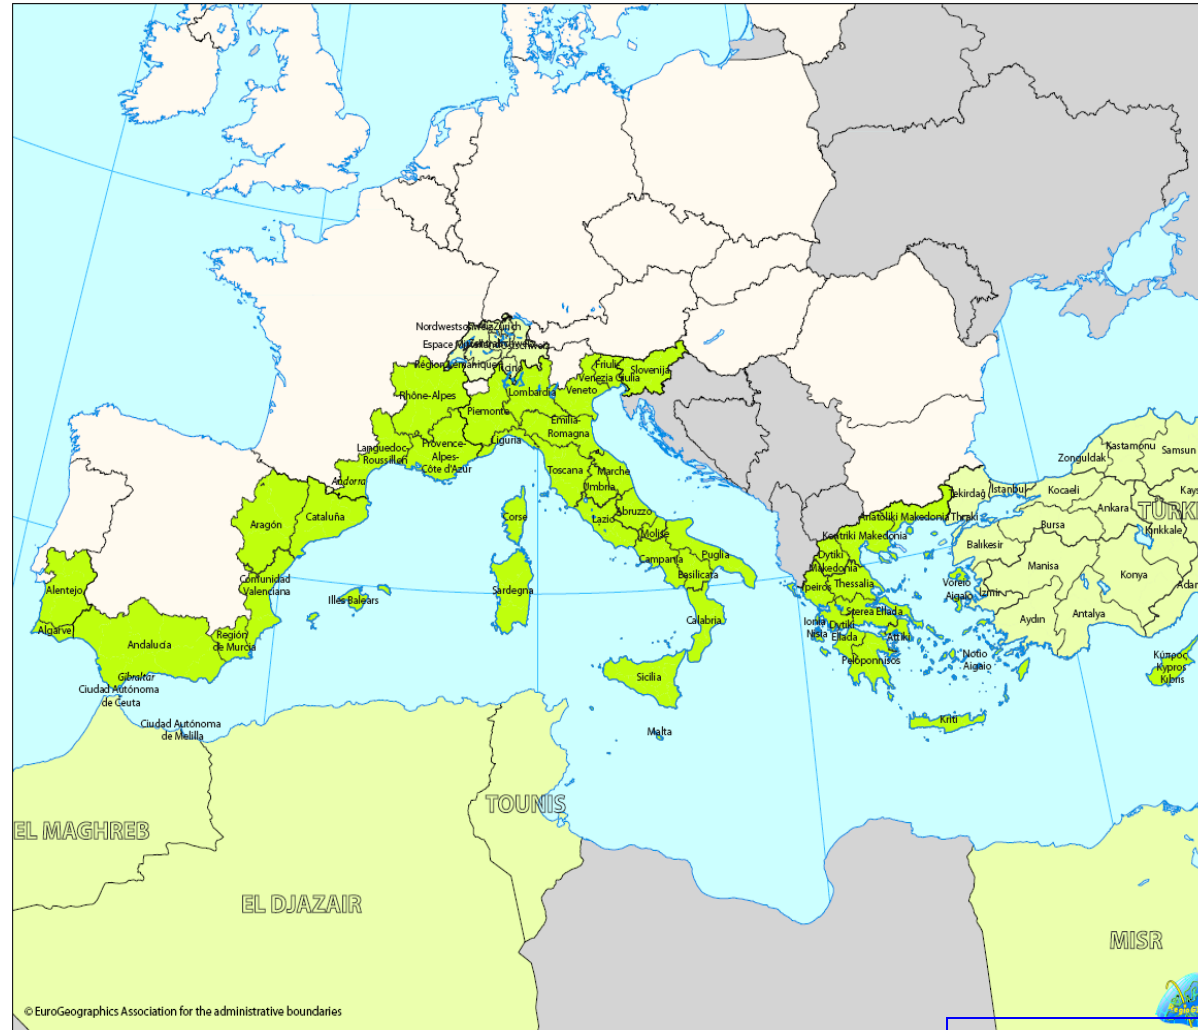 Nordwestschweiz
Zürich
Espace
Région lémanique
Ticino
Rhône-Alpes
Lombardia
Friuli
Venezia Giulia
Slovenija
Veneto
Piemonte
Emilia-
Romagna
Liguria
Languedoc-
Roussillon
Provence-
Alpes-
Côte d'Azur
Andorra
Toscana
Marche
Umbria
Corse
Lazio
Abruzzo
Molise
Campania
Puglia
Basilicata
Sardegna
Calabria
Sicilia
Malta
Aragón
Cataluña
Comunidad
Valenciana
Illes Balears
Alentejo
Algarve
Andalucía
Región
de Murcia
Gibraltar
Ciudad Autónoma
de Ceuta
Ciudad Autónoma
de Melilla
Kastamonu
Zonguldak
Samsun
Tekirdağ
İstanbul
Kocaeli
Kays
Anatoliki Makedonia Thraki
Ankara
TÜRKI
Bursa
Kırıkkale
Kentriki Makedonia
Balıkesir
Dytiki
Makedonia
Manisa
Konya
Ipeiros
Thessalia
Voreio
Aigaio
İzmir
Adan
Ionia
Nisia
Sterea Ellada
Dytiki
Ellada
Attiki
Aydın
Antalya
Peloponnisos
Notio
Aigaio
Κύπρος
Kypros
Kıbrıs
Kriti
TOUNIS
EL MAGHREB
EL DJAZAIR
MISR
© EuroGeographics Association for the administrative boundaries